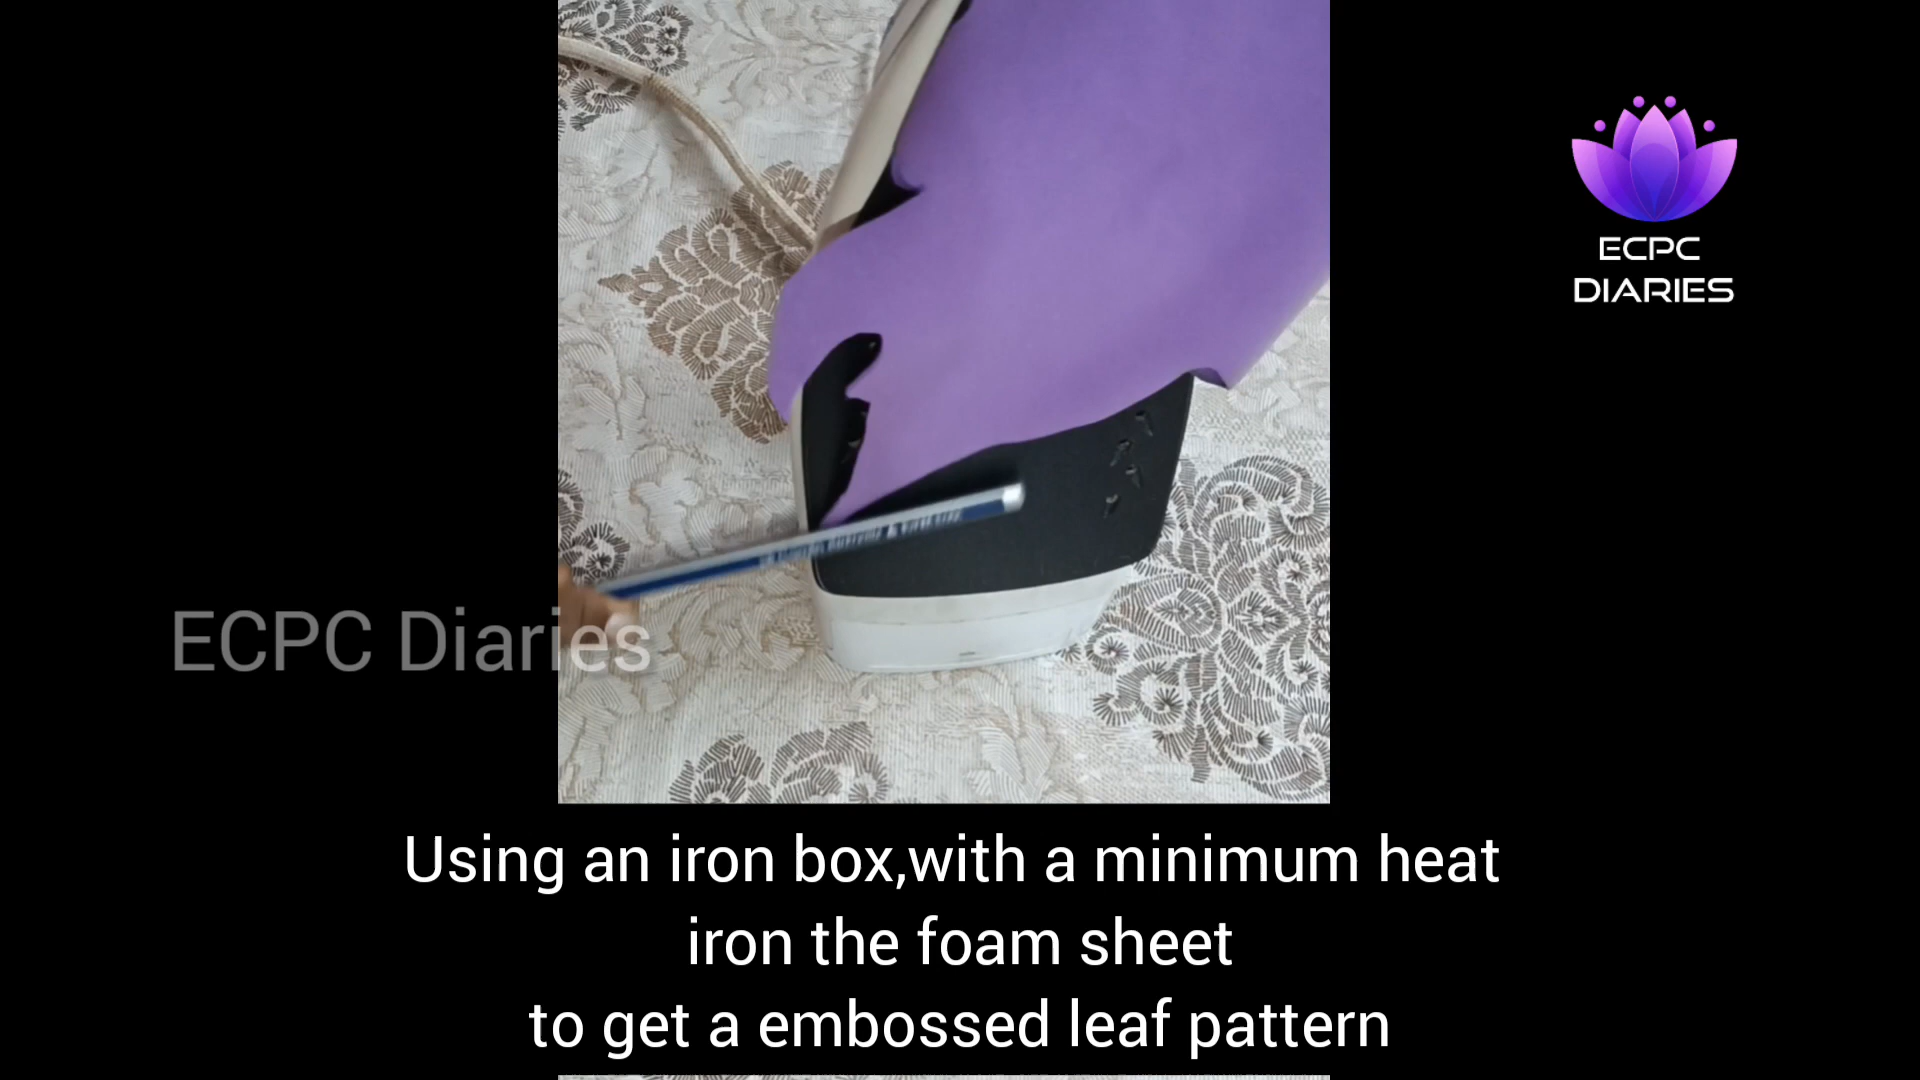 ECPC
DIARIES
ECPC Diaries
Using an iron box,with a minimum heat
iron the foam sheet
to get a embossed leaf pattern